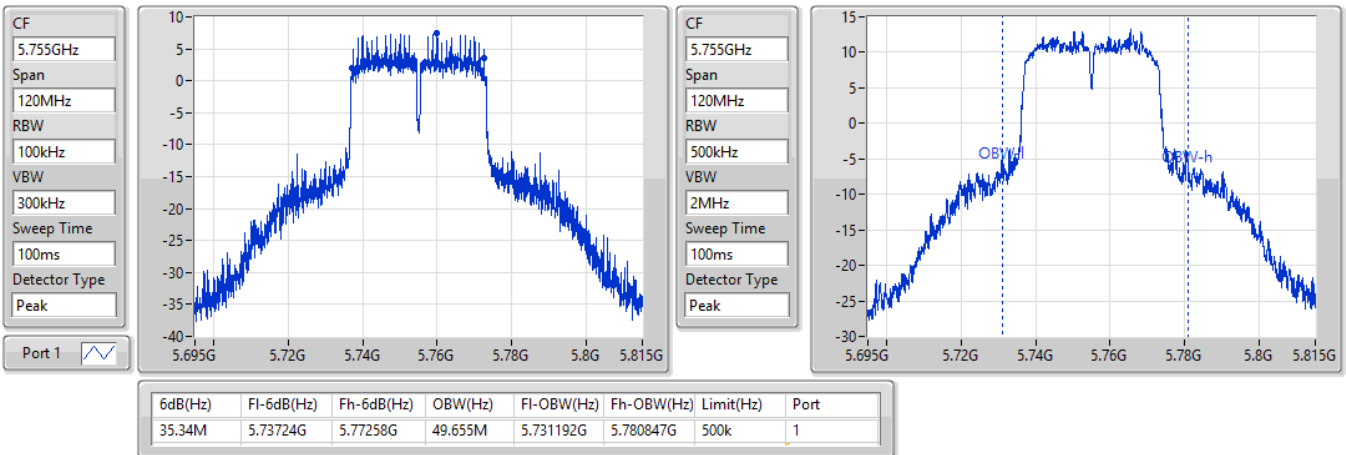 CF
5.755GHz
Span
120MHz
RBW
100kHz
VBW
300kHz
Sweep Time
100ms
Detector Type
Peak
Port 1
10
5
0
-5
-10
-15
-20
-25
-30
-35
-40
5.695G 5.72G 5.74G 5.76G 5.78G 5.8G 5.815G
CF
5.755GHz
Span
120MHz
RBW
500kHz
VBW
2MHz
Sweep Time
100ms
Detector Type
Peak
15
10
5
0
-5
-10
-15
-20
-25
-30
OBW-l OBW-h
5.695G 5.72G 5.74G 5.76G 5.78G 5.8G 5.815G
6dB(Hz) Fl-6dB(Hz) Fh-6dB(Hz) OBW(Hz) Fl-OBW(Hz) Fh-OBW(Hz) Limit(Hz) Port
35.34M 5.73724G 5.77258G 49.655M 5.731192G 5.780847G 500k 1